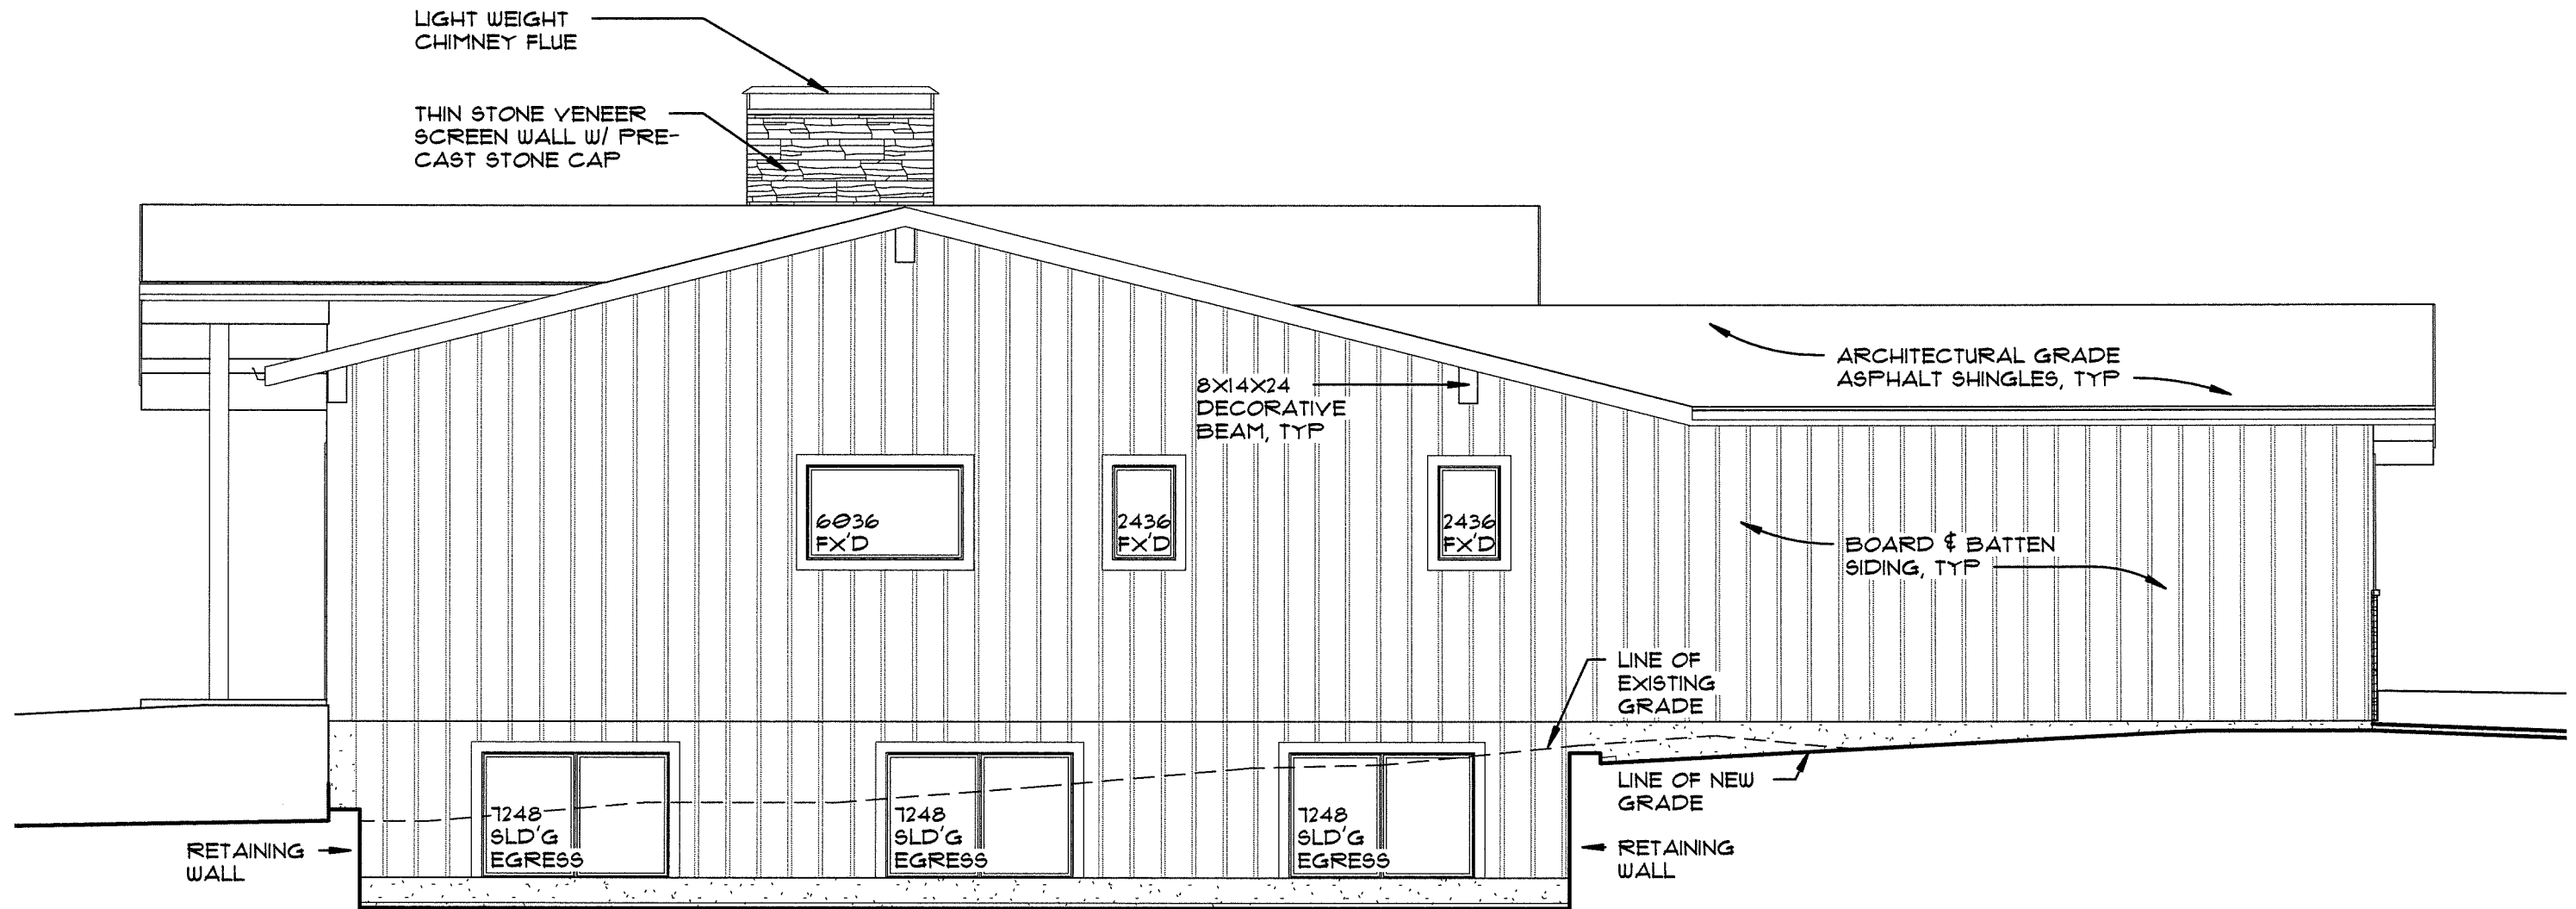 LIGHT WEIGHT
CHIMNEY FLUE
THIN STONE VENEER
SCREEN WALL W/ PRE-
CAST STONE CAP
ARCHITECTURAL GRADE
ASPHALT SHINGLES, TYP
8X14X24
DECORATIVE
BEAM, TYP
6036
FX'D
2436
FX'D
2436
FX'D
BOARD & BATTEN
SIDING, TYP
LINE OF
EXISTING
GRADE
LINE OF NEW
GRADE
7248
SLD'G
EGRESS
7248
SLD'G
EGRESS
7248
SLD'G
EGRESS
RETAINING
WALL
RETAINING
WALL